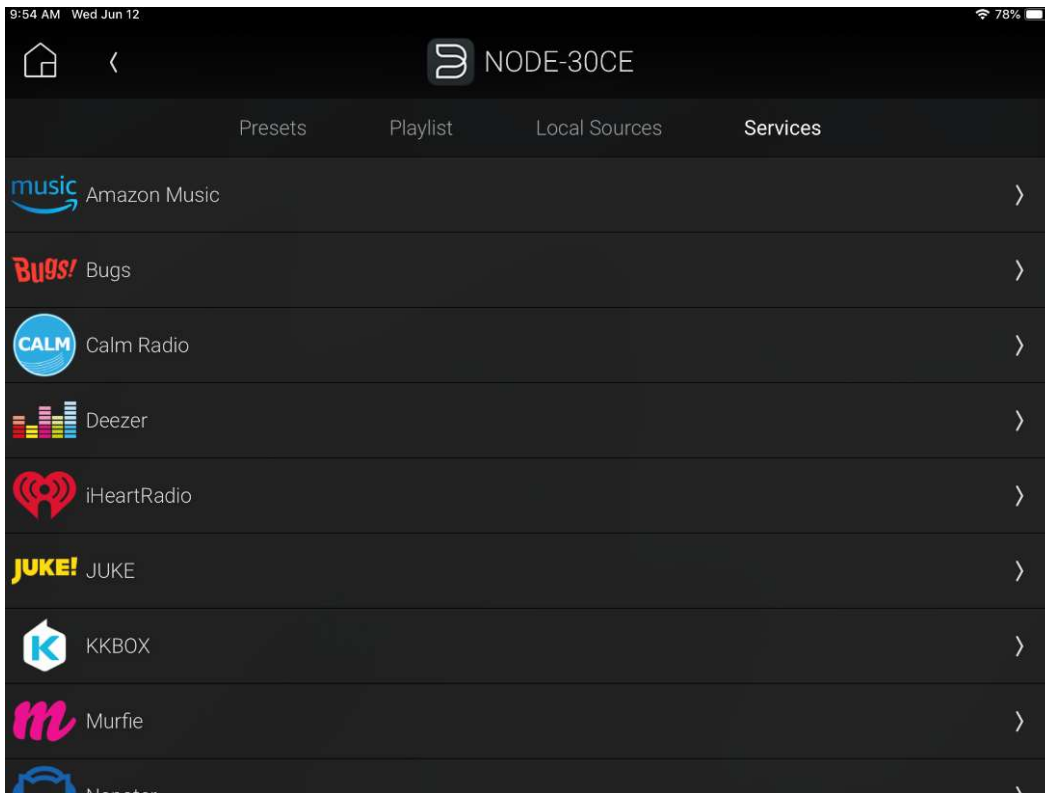 9:54 AM Wed Jun 12 78%
NODE-30CE
Presets Playlist Local Sources Services
music Amazon Music
Bugs! Bugs
CALM Calm Radio
Deezer
iHeartRadio
JUKE! JUKE
K KKBOX
m Murfie